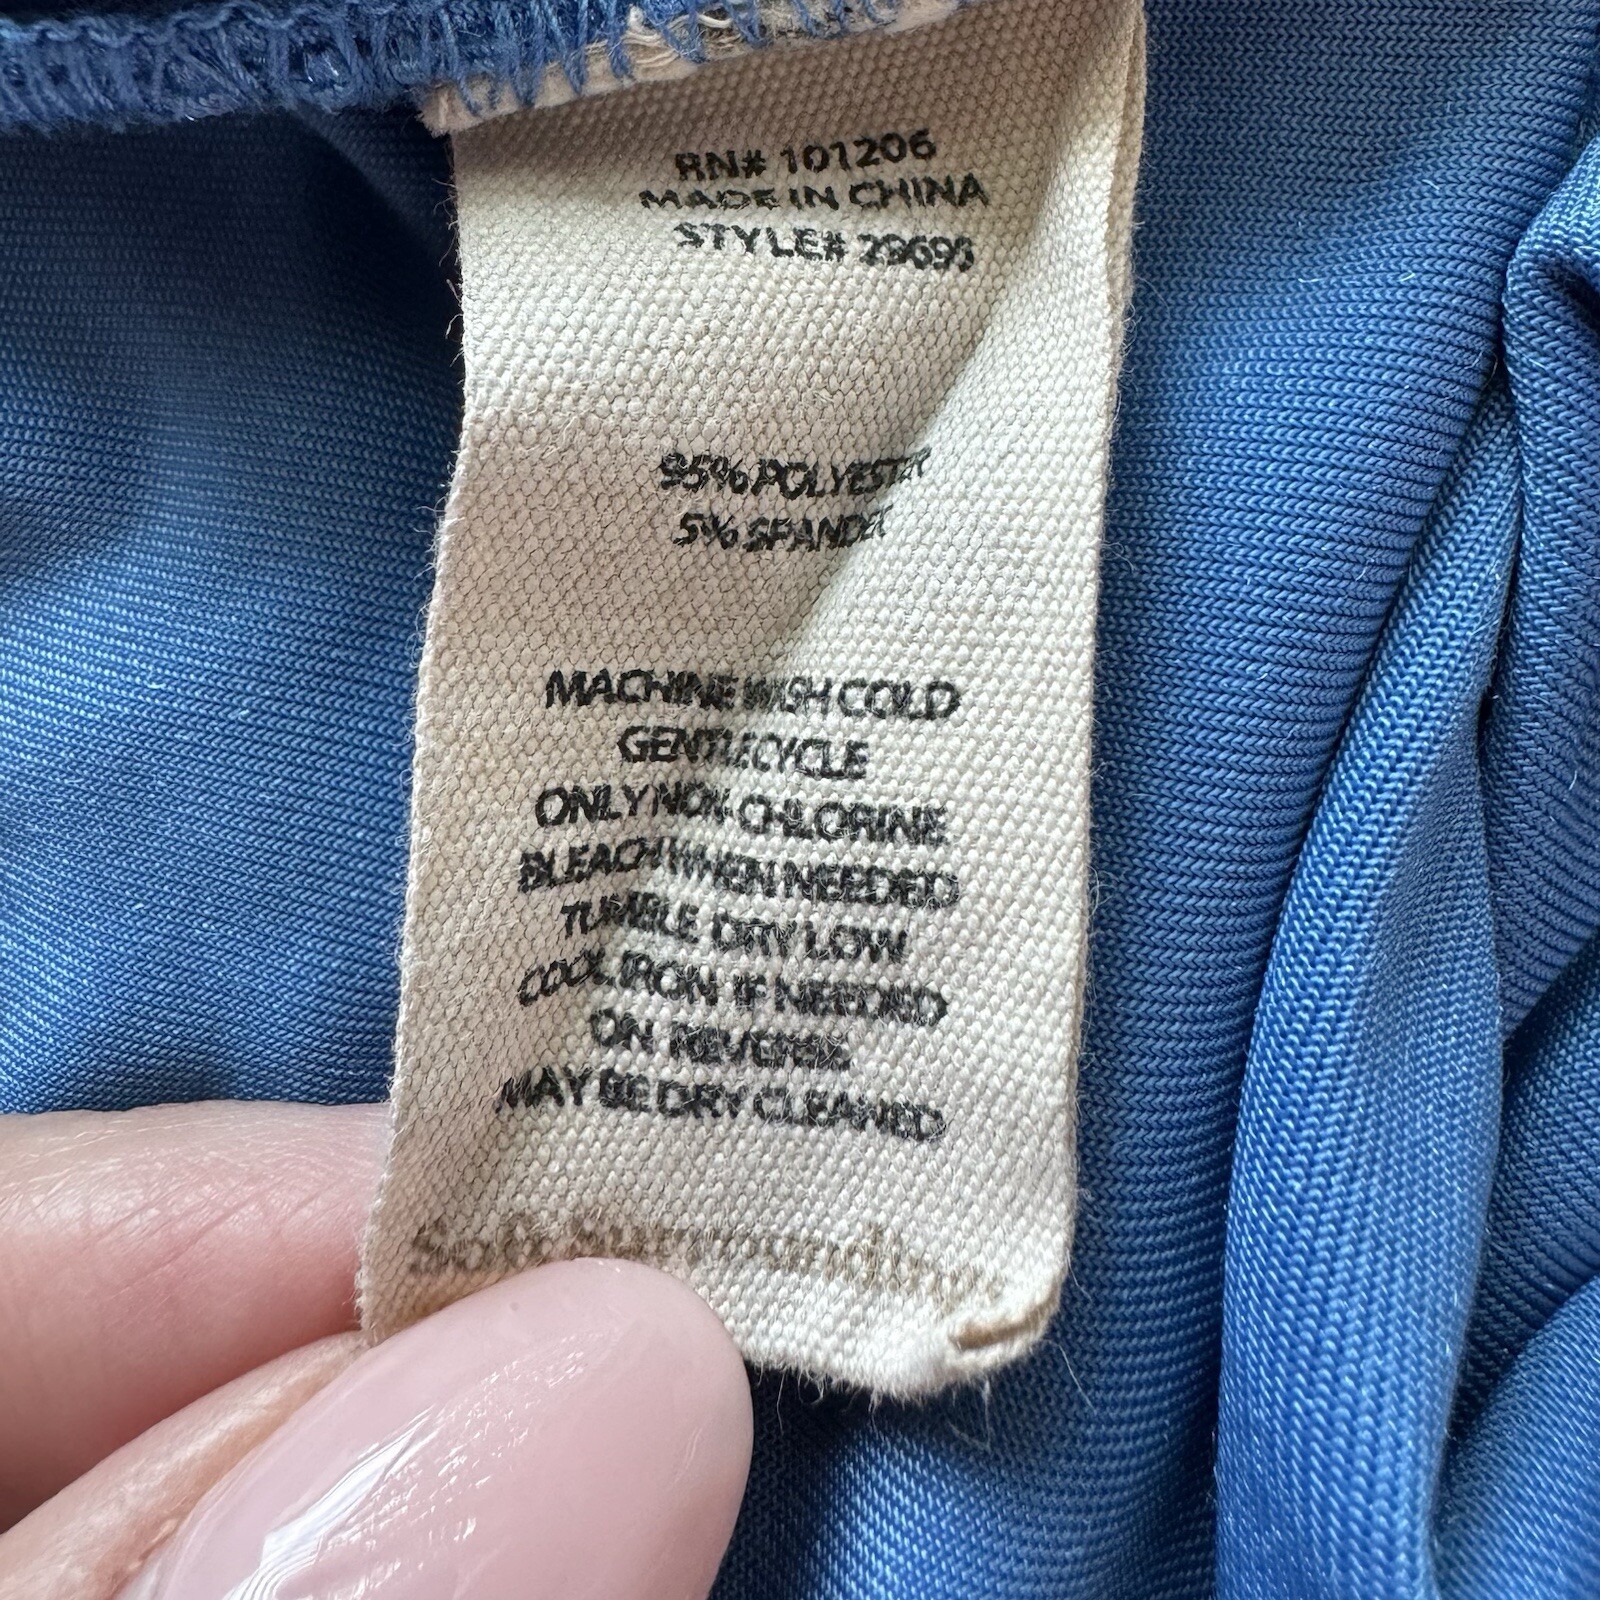 RN# 101206
MADE IN CHINA
STYLE# 29695
95% POLYESTER
5% SPANDEX
MACHINE WASH COLD
GENTLE CYCLE
ONLY NON-CHLORINE
BLEACH WHEN NEEDED
TUMBLE DRY LOW
COOL IRON IF NEEDED
ON REVERSE
MAY BE DRY CLEANED